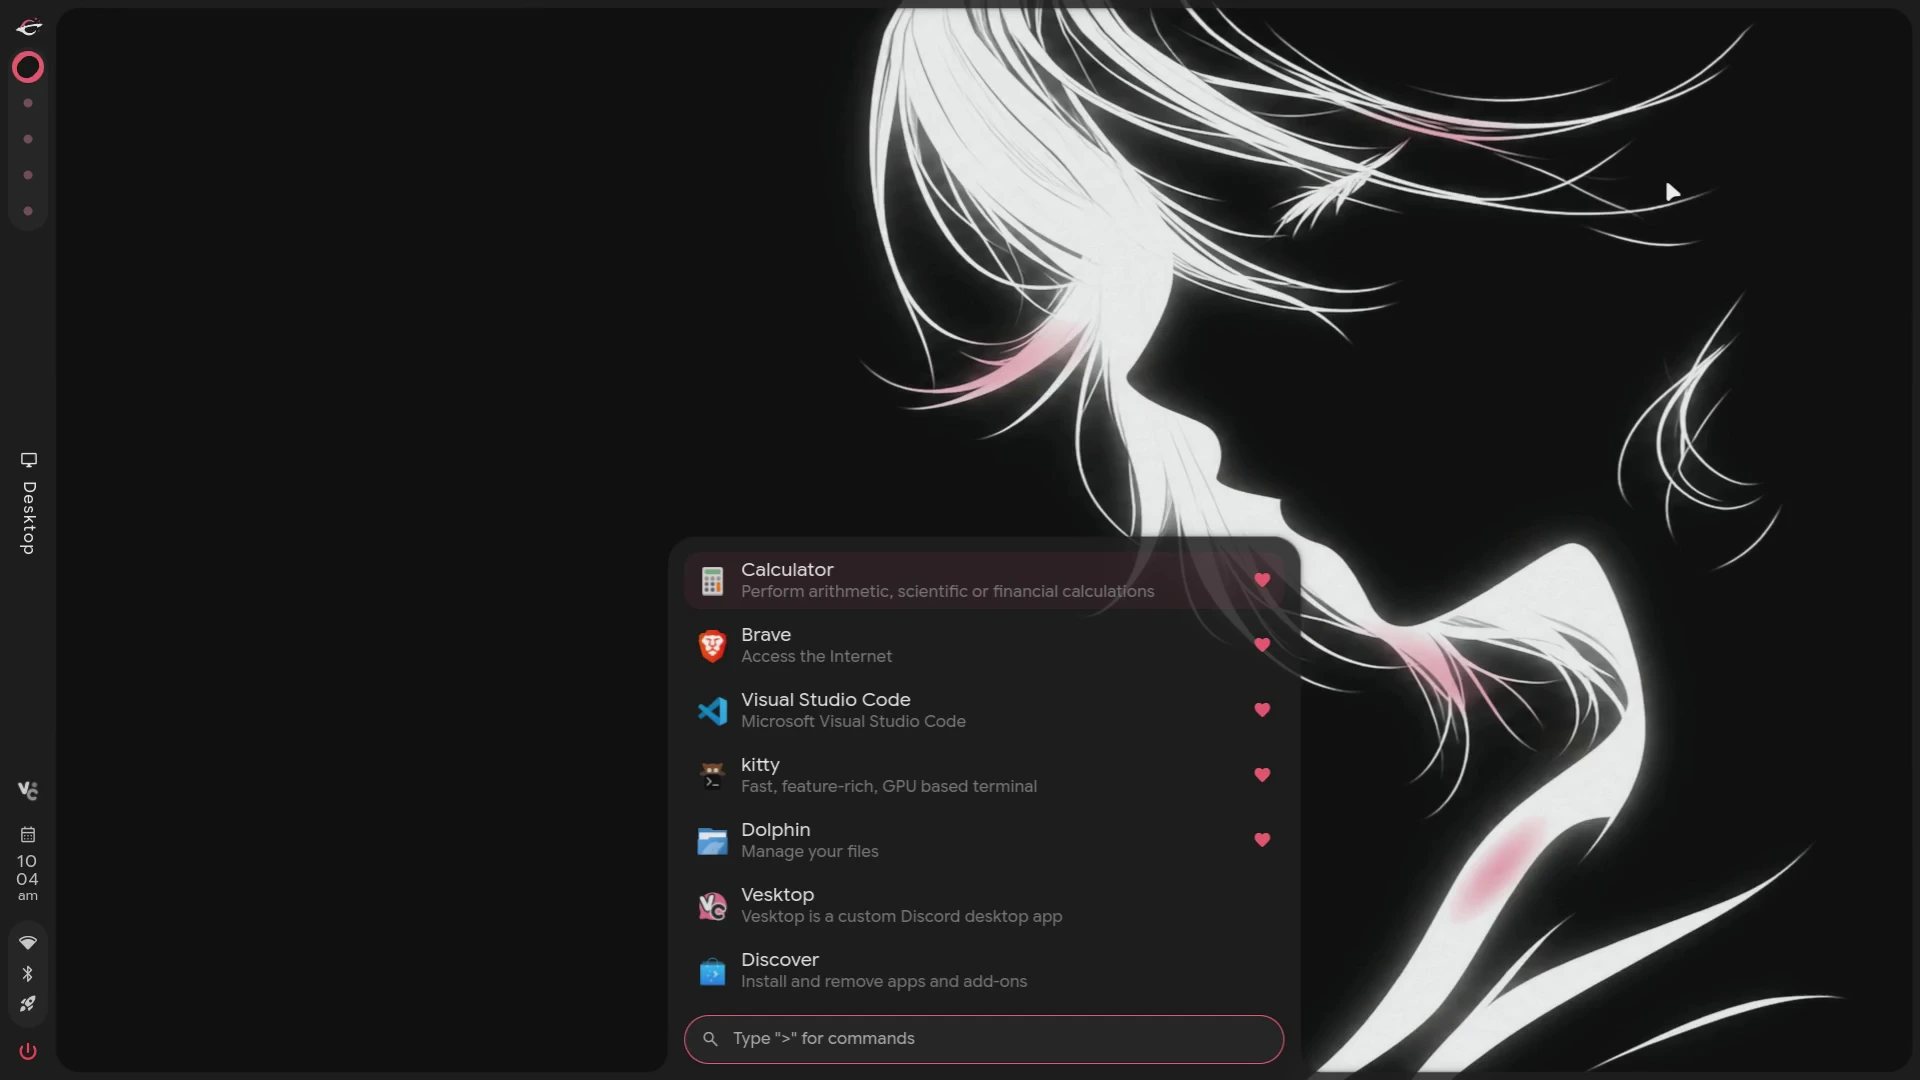 Desktop
10
04
am
Calculator
Perform arithmetic, scientific or financial calculations
Brave
Access the Internet
Visual Studio Code
Microsoft Visual Studio Code
kitty
Fast, feature-rich, GPU based terminal
Dolphin
Manage your files
Vesktop
Vesktop is a custom Discord desktop app
Discover
Install and remove apps and add-ons
Type ">" for commands